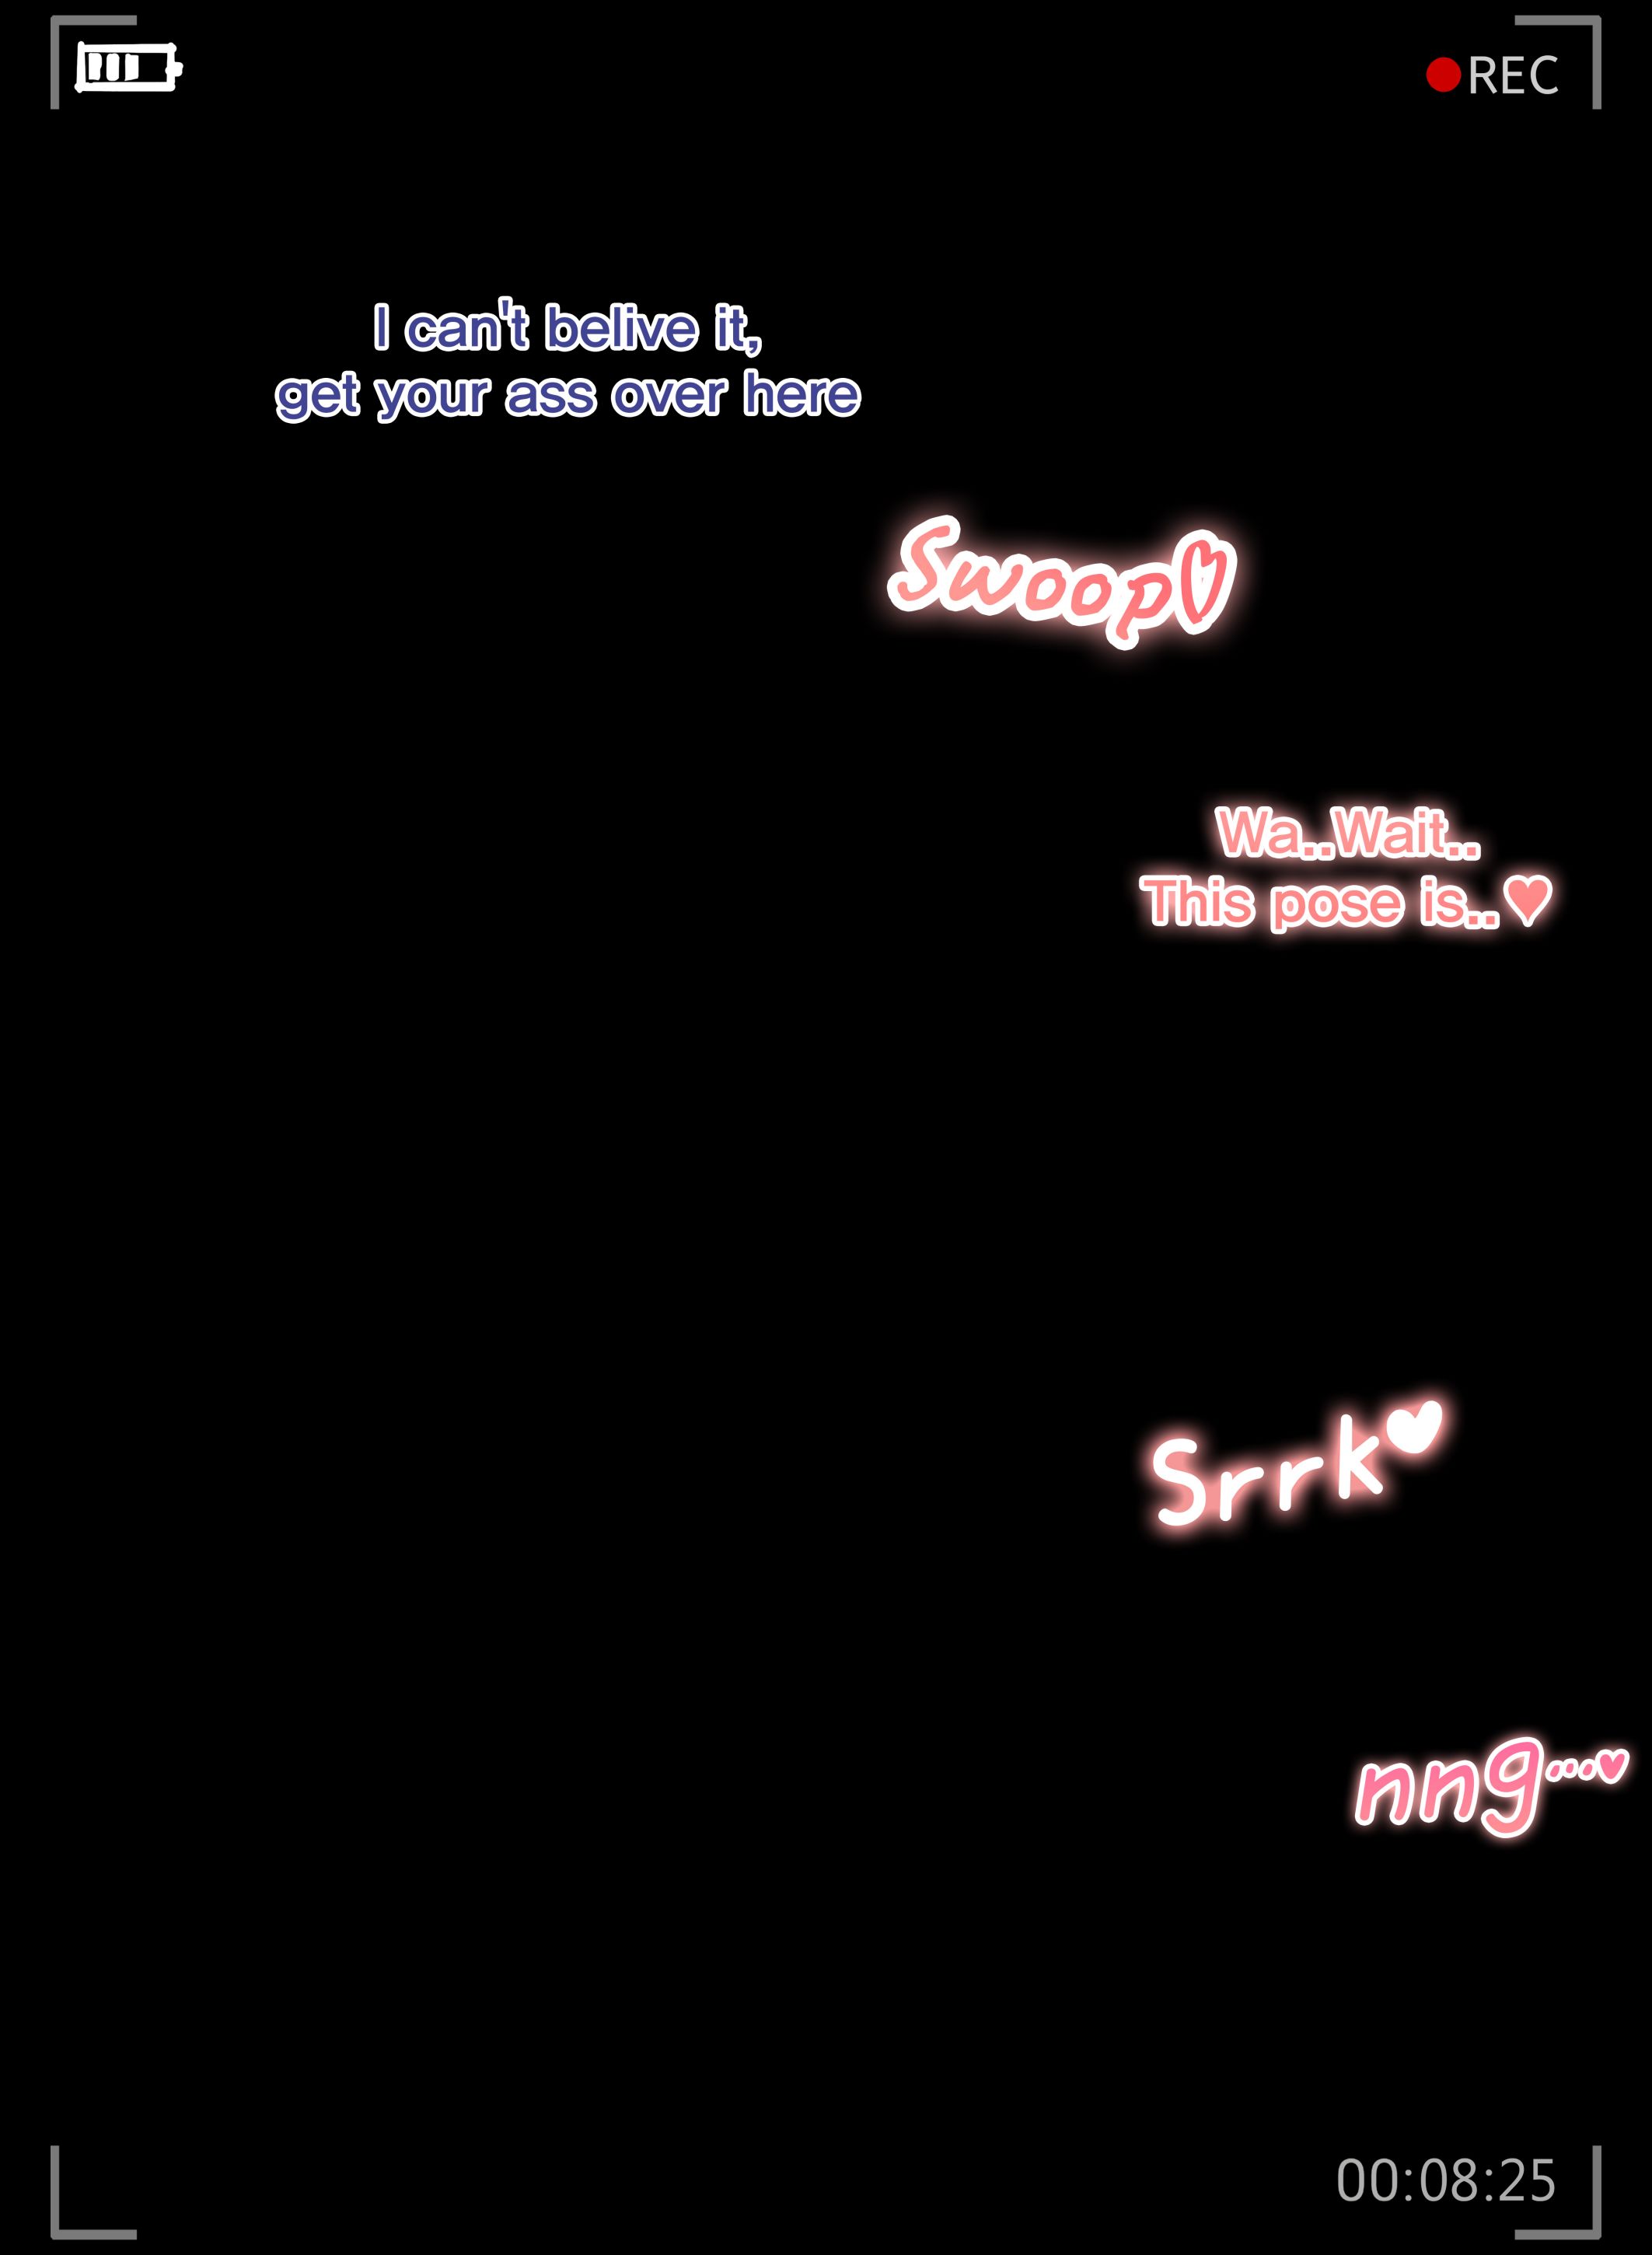 REC
I can't belive it,
get your ass over here
Swoop♡
Wa..Wait..
This pose is..♥
Srrk♥
nng...♥
00:08:25